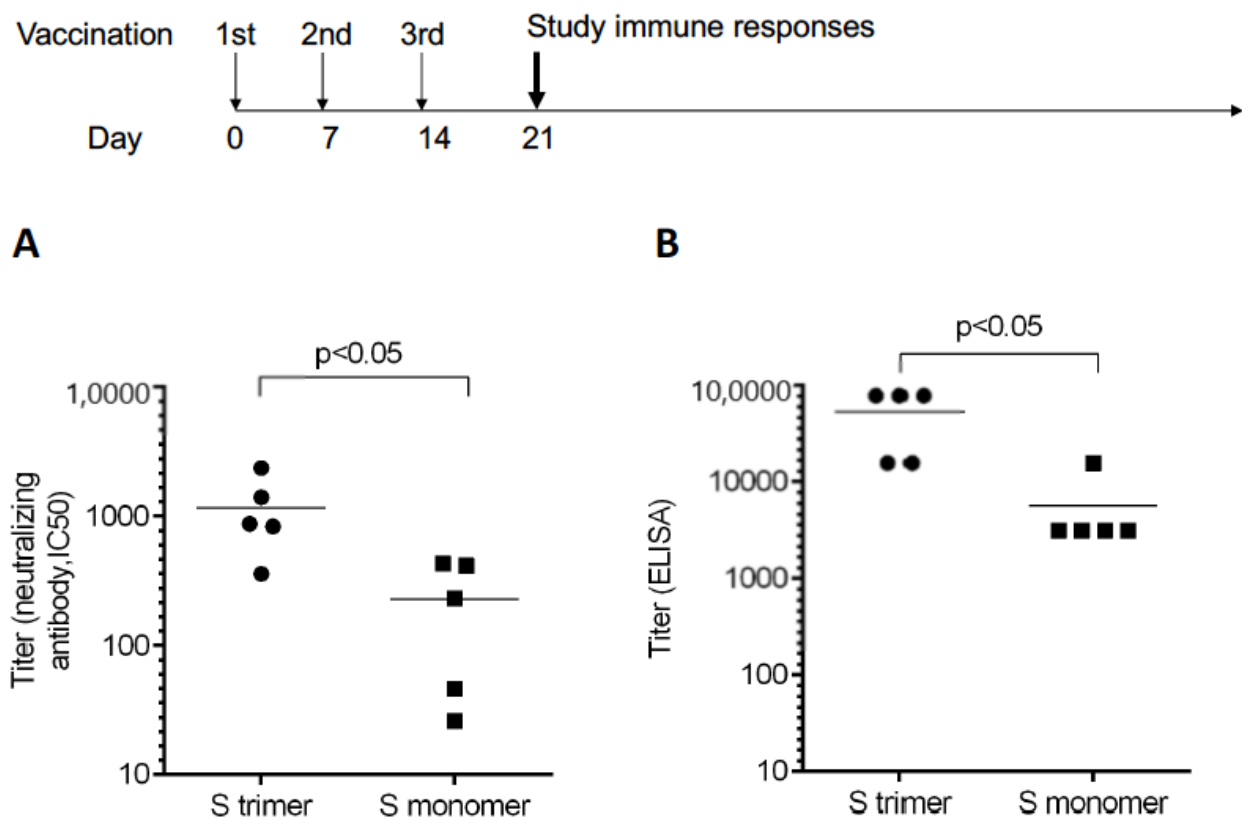 Vaccination 1st 2nd 3rd Study immune responses
Day 0 7 14 21
A
p<0.05
1,0000
1000
100
10
Titer (neutralizing
antibody,IC50)
S trimer S monomer
B
p<0.05
10,0000
10000
1000
100
10
Titer (ELISA)
S trimer S monomer